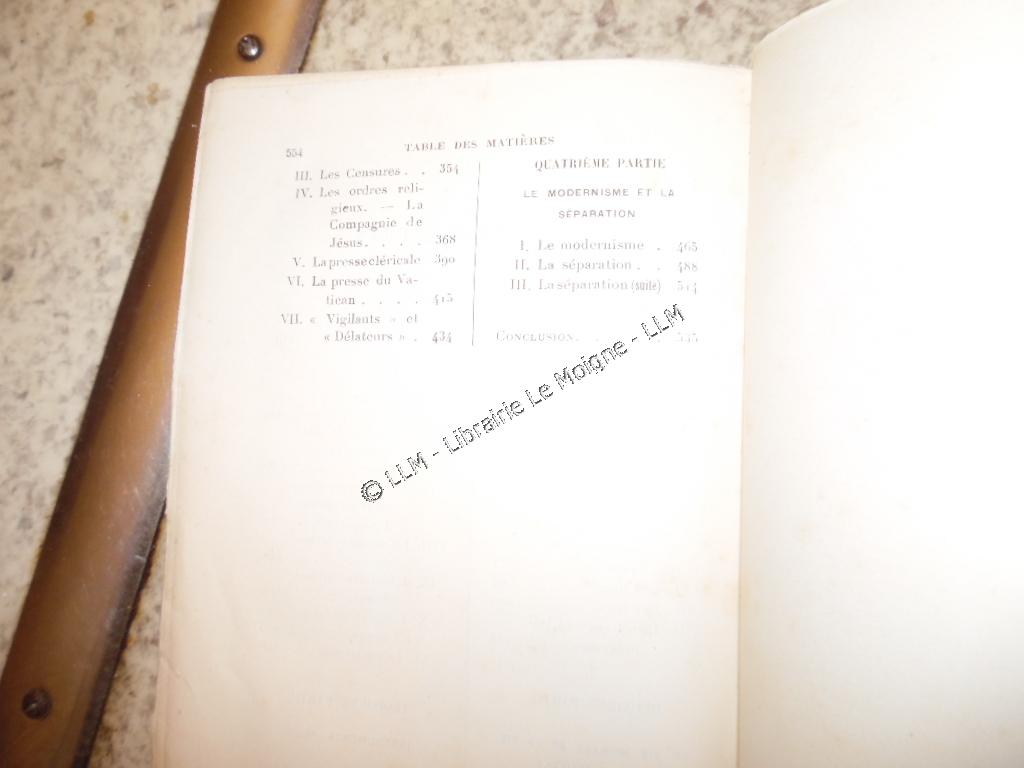 554
TABLE DES MATIÈRES
III. Les Censures. . 354
IV. Les ordres reli-
gieux. — La
Compagnie de
Jésus. . . . 368
V. La presse cléricale 390
VI. La presse du Va-
tican . . . . 415
VII. « Vigilants » et
« Délateurs » . 434
QUATRIÈME PARTIE
LE MODERNISME ET LA
SÉPARATION
I. Le modernisme . 465
II. La séparation. . 488
III. La séparation (suite) 514
CONCLUSION. . . . 535
© LLM - Librairie Le Moigne - LLM